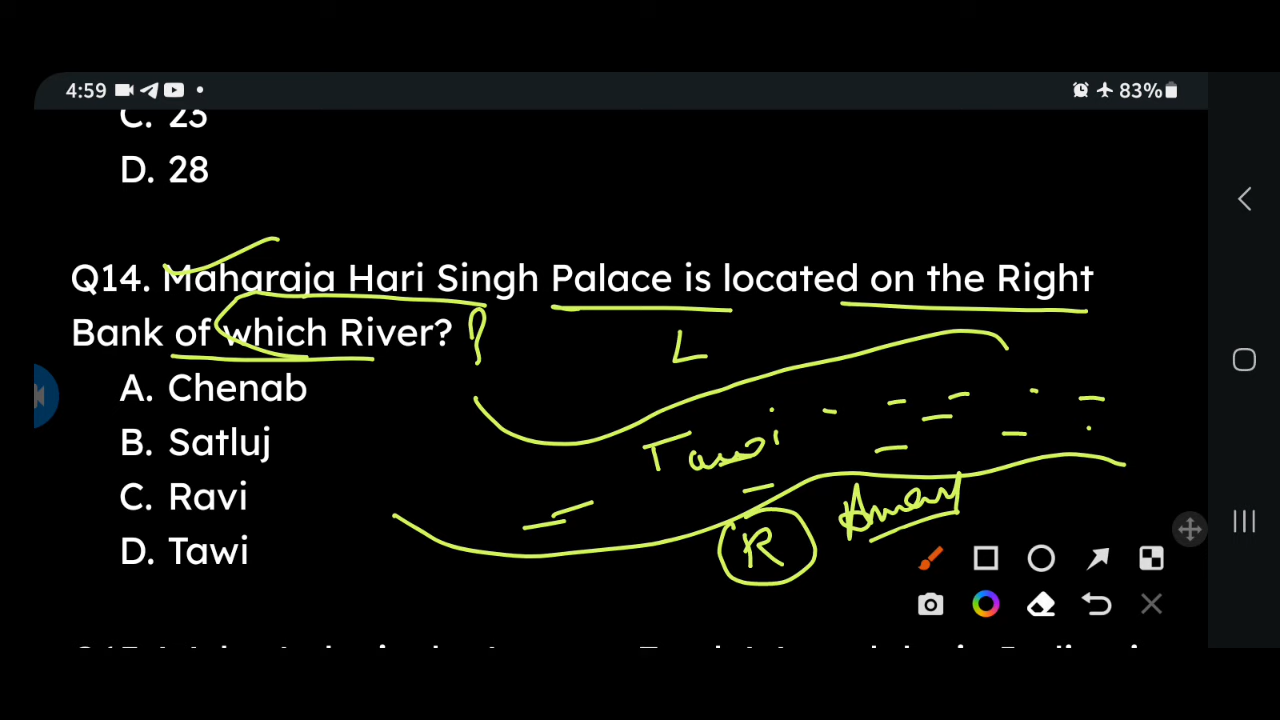 4:59
83%
C. 25
D. 28
Q14. Maharaja Hari Singh Palace is located on the Right
Bank of which River?
L
A. Chenab
B. Satluj
Tawi
C. Ravi
R
D. Tawi